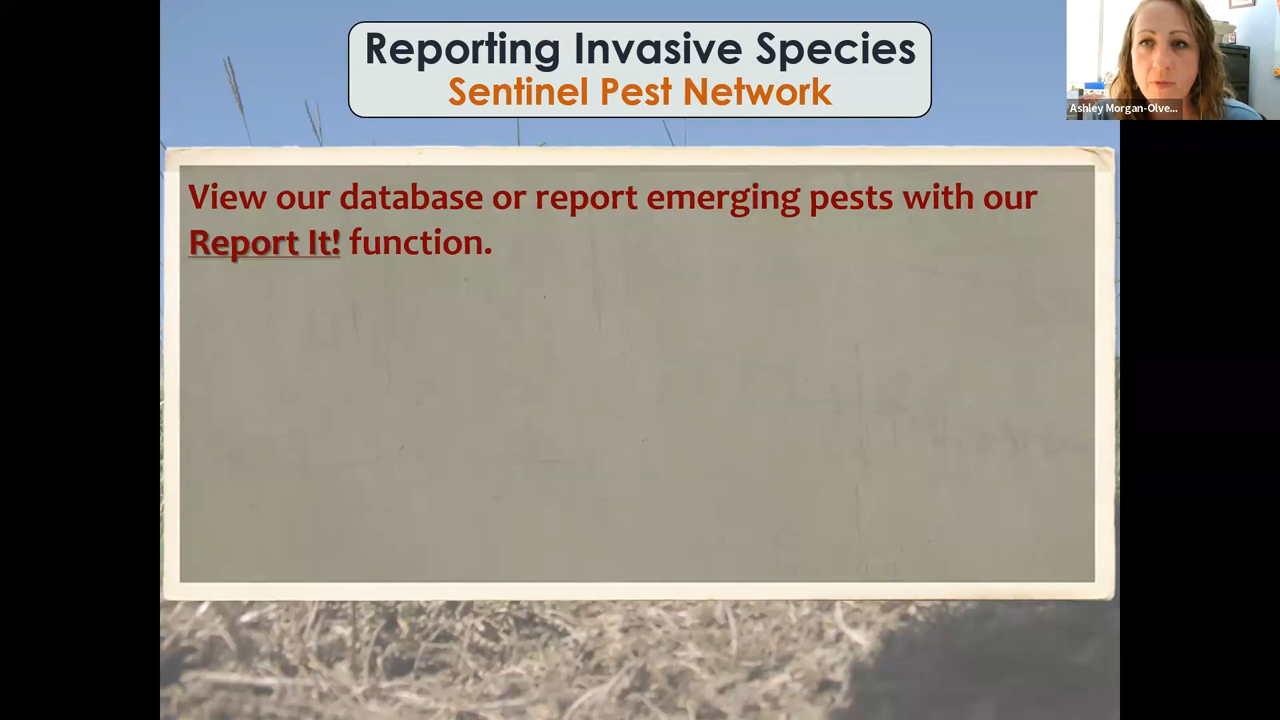 Reporting Invasive Species
Sentinel Pest Network
Ashley Morgan-Olve...
View our database or report emerging pests with our
Report It! function.